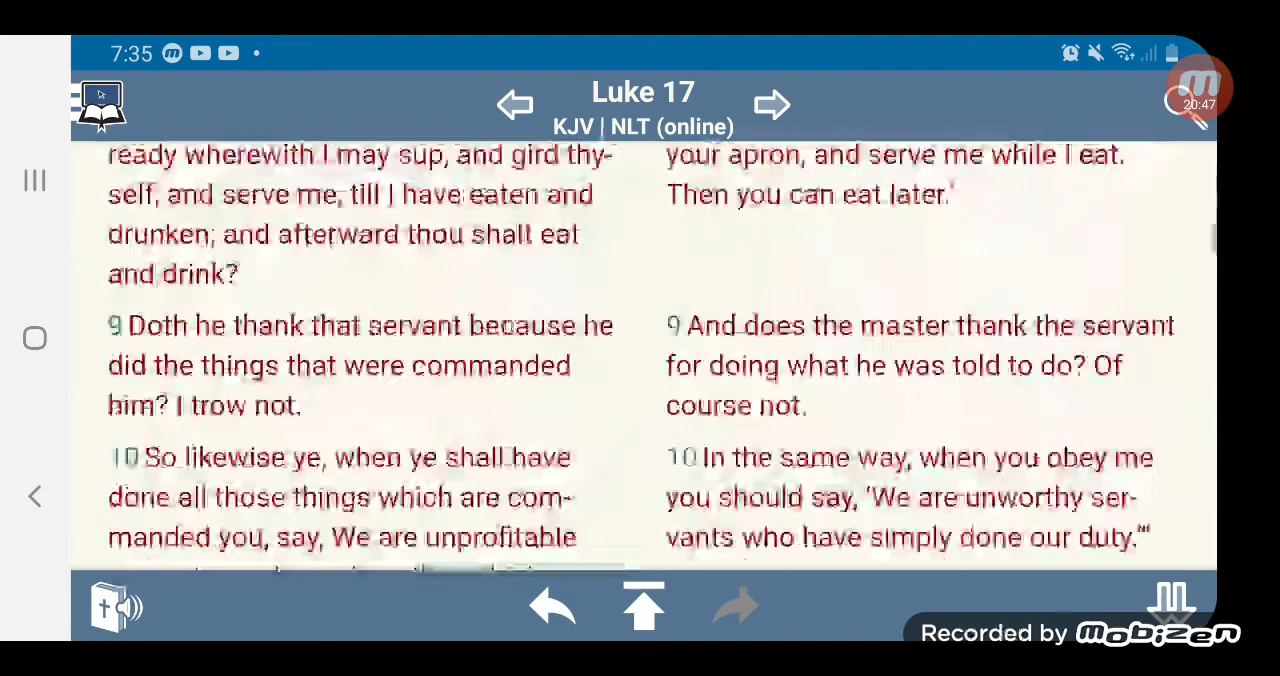 7:35
Luke 17
KJV | NLT (online)
20:47
ready wherewith I may sup, and gird thy-
self, and serve me, till I have eaten and
drunken; and afterward thou shall eat
and drink?
9 Doth he thank that servant because he
did the things that were commanded
him? I trow not.
10 So likewise ye, when ye shall have
done all those things which are com-
manded you, say, We are unprofitable
your apron, and serve me while I eat.
Then you can eat later.'
9 And does the master thank the servant
for doing what he was told to do? Of
course not.
10 In the same way, when you obey me
you should say, 'We are unworthy ser-
vants who have simply done our duty.'"
Recorded by mobizen